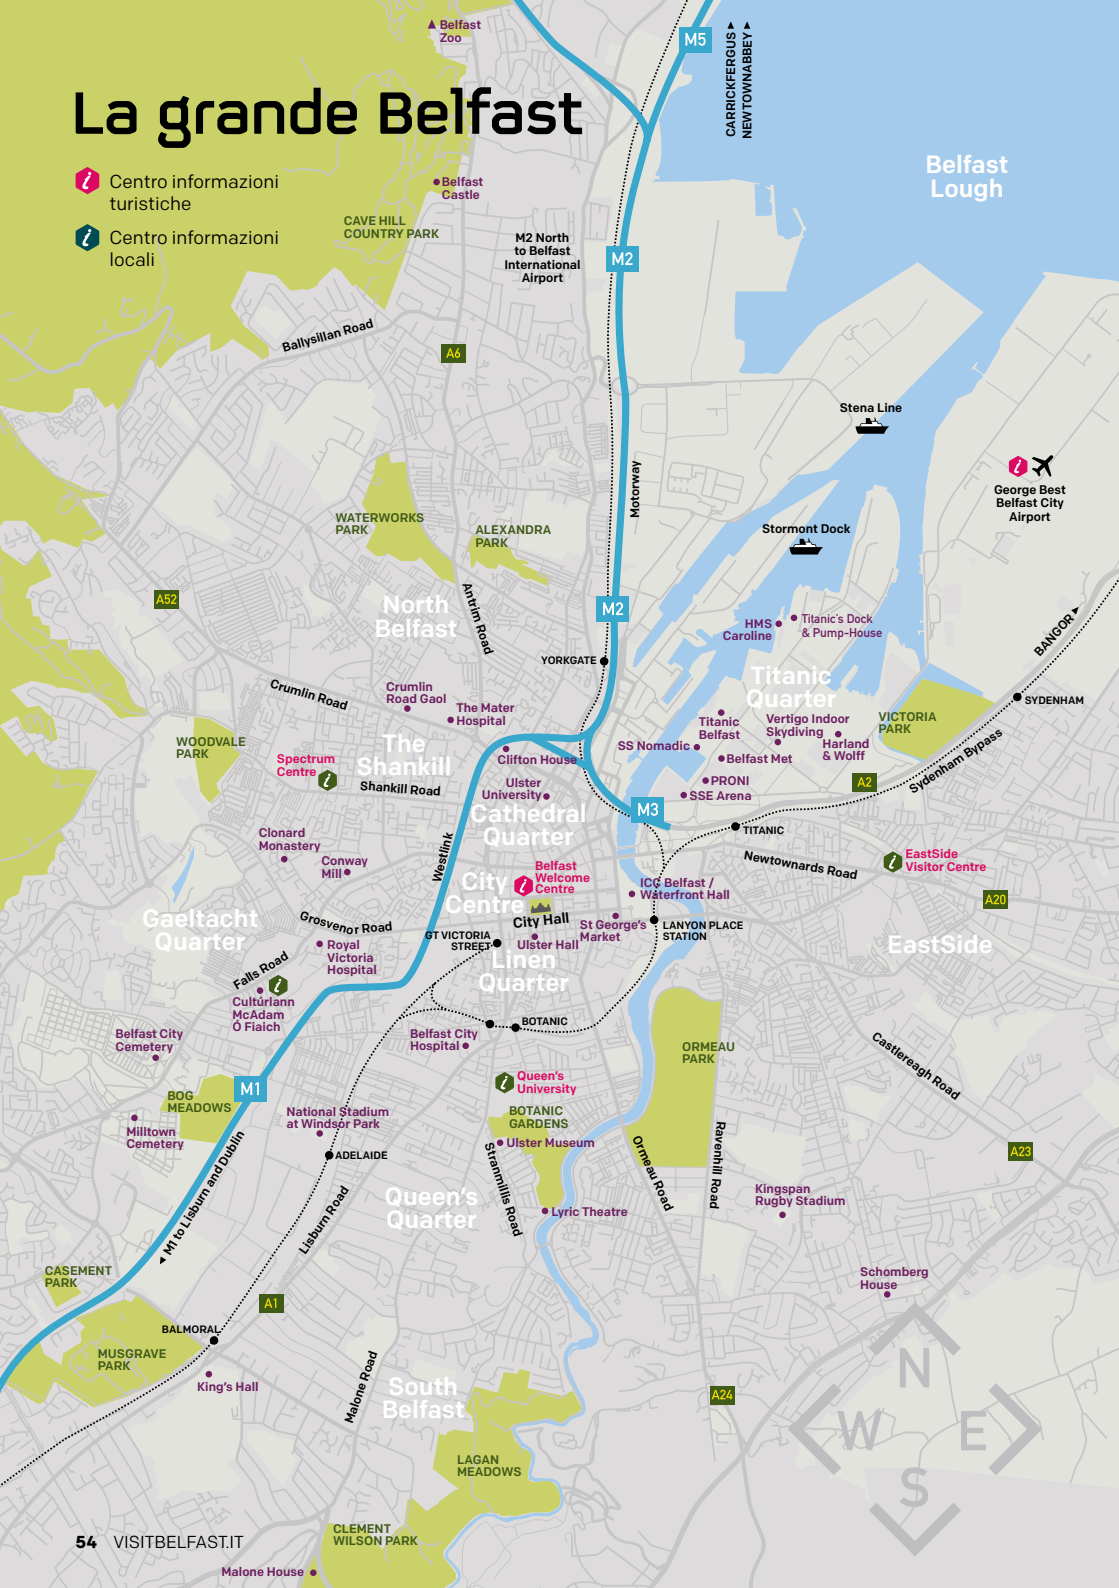 Belfast
Zoo
M5
CARRICKFERGUS
NEWTOWNABBEY
La grande Belfast
Belfast
Lough
Centro informazioni
turistiche
Centro informazioni
locali
Belfast
Castle
CAVE HILL
COUNTRY PARK
M2 North
to Belfast
International
Airport
M2
Ballysillan Road
A6
Stena Line
Motorway
George Best
Belfast City
Airport
WATERWORKS
PARK
ALEXANDRA
PARK
Stormont Dock
A52
North
Belfast
Antrim Road
M2
HMS
Caroline
Titanic's Dock
& Pump-House
BANGOR
YORKGATE
Titanic
Quarter
SYDENHAM
Crumlin Road
Crumlin
Road Gaol
The Mater
Hospital
Titanic
Belfast
Vertigo Indoor
Skydiving
VICTORIA
PARK
WOODVALE
PARK
The
Shankill
SS Nomadic
Harland
& Wolff
Clifton House
Belfast Met
Sydenham Bypass
Spectrum
Centre
Shankill Road
Ulster
University
PRONI
SSE Arena
A2
Cathedral
Quarter
M3
TITANIC
Clonard
Monastery
Conway
Mill
Westlink
Newtownards Road
EastSide
Visitor Centre
Belfast
Welcome
Centre
City
Centre
ICC Belfast /
Waterfront Hall
A20
Gaeltacht
Quarter
Grosvenor Road
City Hall
St George's
Market
LANYON PLACE
STATION
GT VICTORIA
STREET
Ulster Hall
EastSide
Royal
Victoria
Hospital
Linen
Quarter
Falls Road
Cultúrlann
McAdam
Ó Fiaich
BOTANIC
Belfast City
Cemetery
Belfast City
Hospital
ORMEAU
PARK
Castlereagh Road
Queen's
University
M1
BOG
MEADOWS
National Stadium
at Windsor Park
BOTANIC
GARDENS
Milltown
Cemetery
Ulster Museum
ADELAIDE
Stranmillis Road
Ormeau Road
Ravenhill Road
A23
M1 to Lisburn and Dublin
Lisburn Road
Queen's
Quarter
Kingspan
Rugby Stadium
Lyric Theatre
CASEMENT
PARK
Schomberg
House
A1
BALMORAL
MUSGRAVE
PARK
King's Hall
Malone Road
South
Belfast
A24
N
W
E
S
LAGAN
MEADOWS
CLEMENT
WILSON PARK
54 VISITBELFAST.IT
Malone House